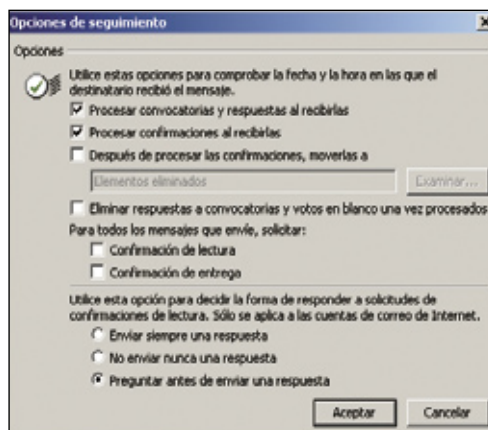 Opciones de seguimiento
Opciones
Utilice estas opciones para comprobar la fecha y la hora en las que el
destinatario recibió el mensaje.
Procesar convocatorias y respuestas al recibirlas
Procesar confirmaciones al recibirlas
Después de procesar las confirmaciones, moverlas a
Elementos eliminados
Examinar...
Eliminar respuestas a convocatorias y votos en blanco una vez procesados
Para todos los mensajes que envíe, solicitar:
Confirmación de lectura
Confirmación de entrega
Utilice esta opción para decidir la forma de responder a solicitudes de
confirmaciones de lectura. Sólo se aplica a las cuentas de correo de Internet.
Enviar siempre una respuesta
No enviar nunca una respuesta
Preguntar antes de enviar una respuesta
Aceptar
Cancelar